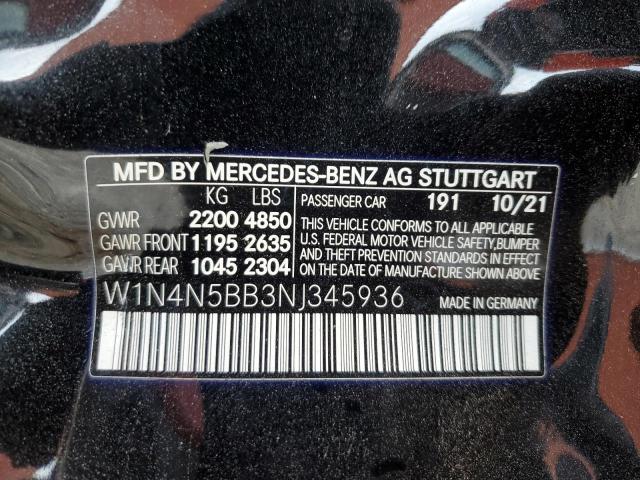 MFD BY MERCEDES-BENZ AG STUTTGART
KG LBS
GVWR 2200 4850
GAWR FRONT 1195 2635
GAWR REAR 1045 2304
PASSENGER CAR 191 10/21
THIS VEHICLE CONFORMS TO ALL APPLICABLE
U.S. FEDERAL MOTOR VEHICLE SAFETY, BUMPER
AND THEFT PREVENTION STANDARDS IN EFFECT
ON THE DATE OF MANUFACTURE SHOWN ABOVE.
W1N4N5BB3NJ345936
MADE IN GERMANY